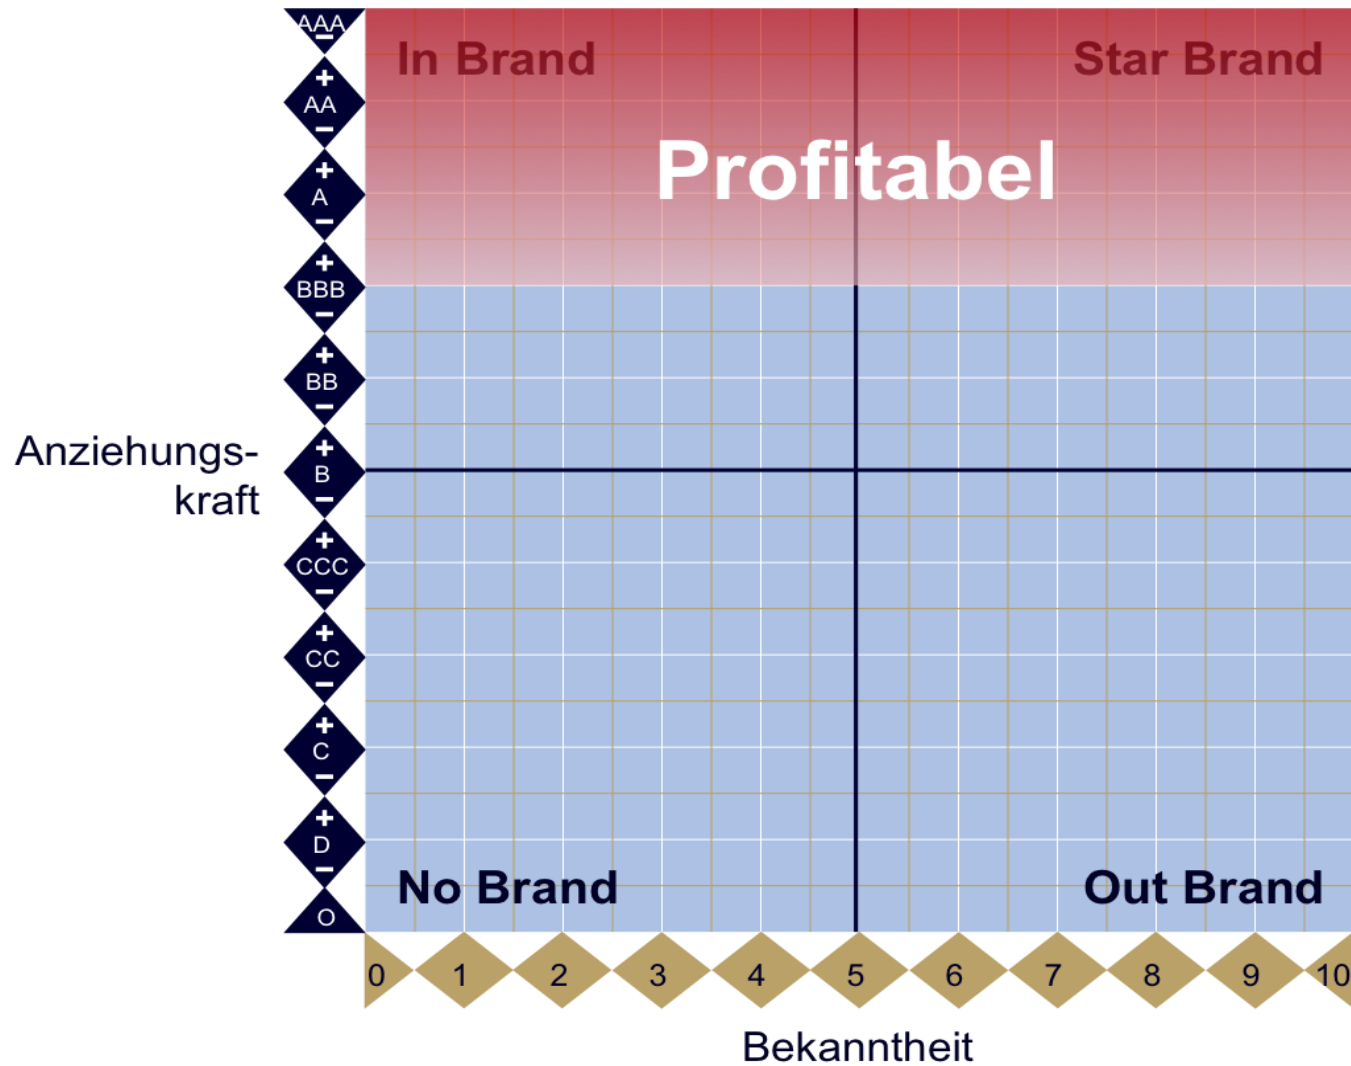 AAA
−
In Brand
Star Brand
+
AA
−
Profitabel
+
A
−
+
BBB
−
+
BB
−
Anziehungs-
kraft
+
B
−
+
CCC
−
+
CC
−
+
C
−
+
D
−
No Brand
Out Brand
O
0 1 2 3 4 5 6 7 8 9 10
Bekanntheit